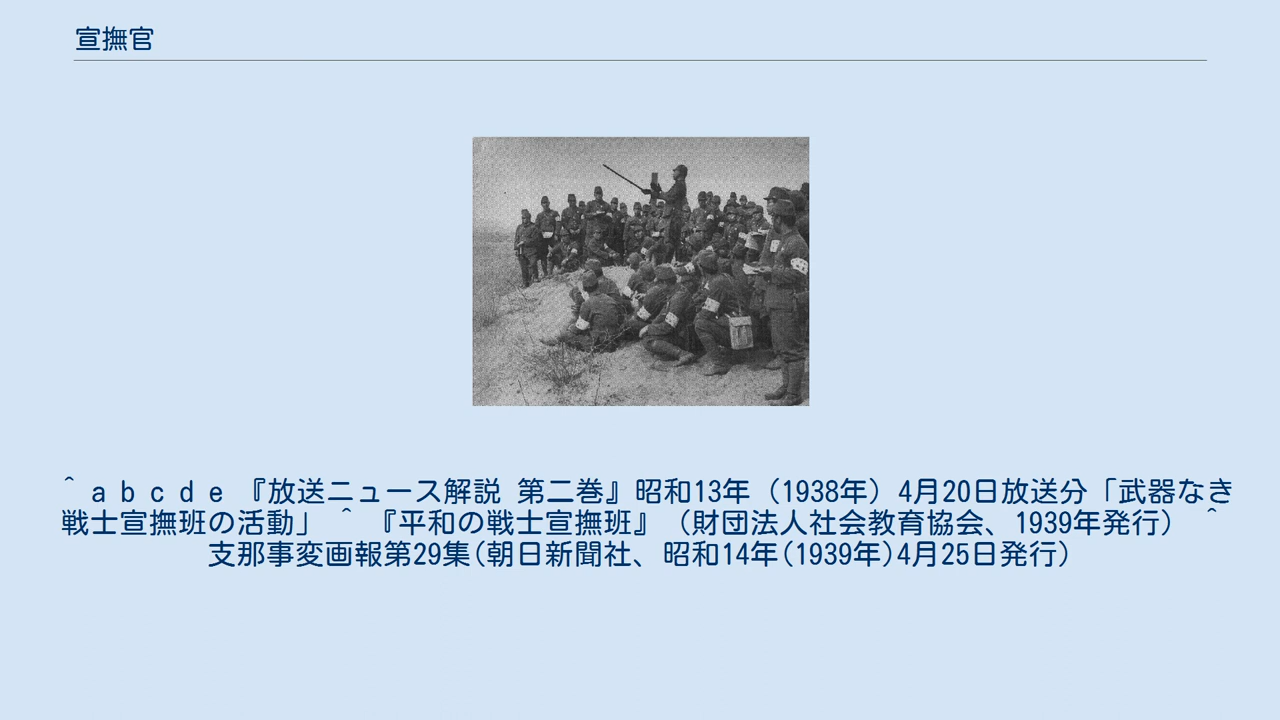 宣撫官
^ a b c d e 『放送ニュース解説 第二巻』昭和13年（1938年）4月20日放送分「武器なき
戦士宣撫班の活動」 ^ 『平和の戦士宣撫班』（財団法人社会教育協会、1939年発行） ^
支那事変画報第29集(朝日新聞社、昭和14年(1939年)4月25日発行)